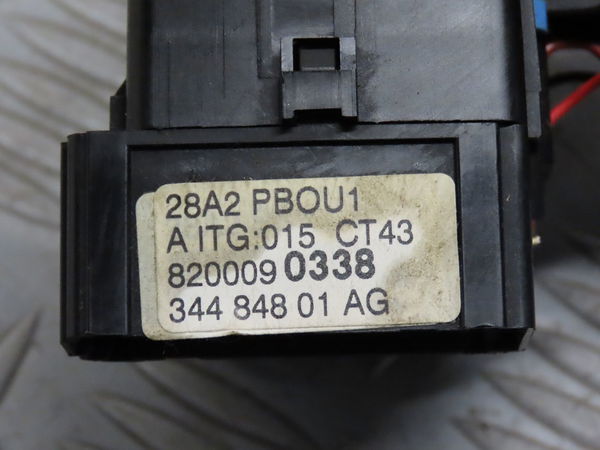 28A2 PBOU1
A ITG:015 CT43
820009 0338
344 848 01 AG